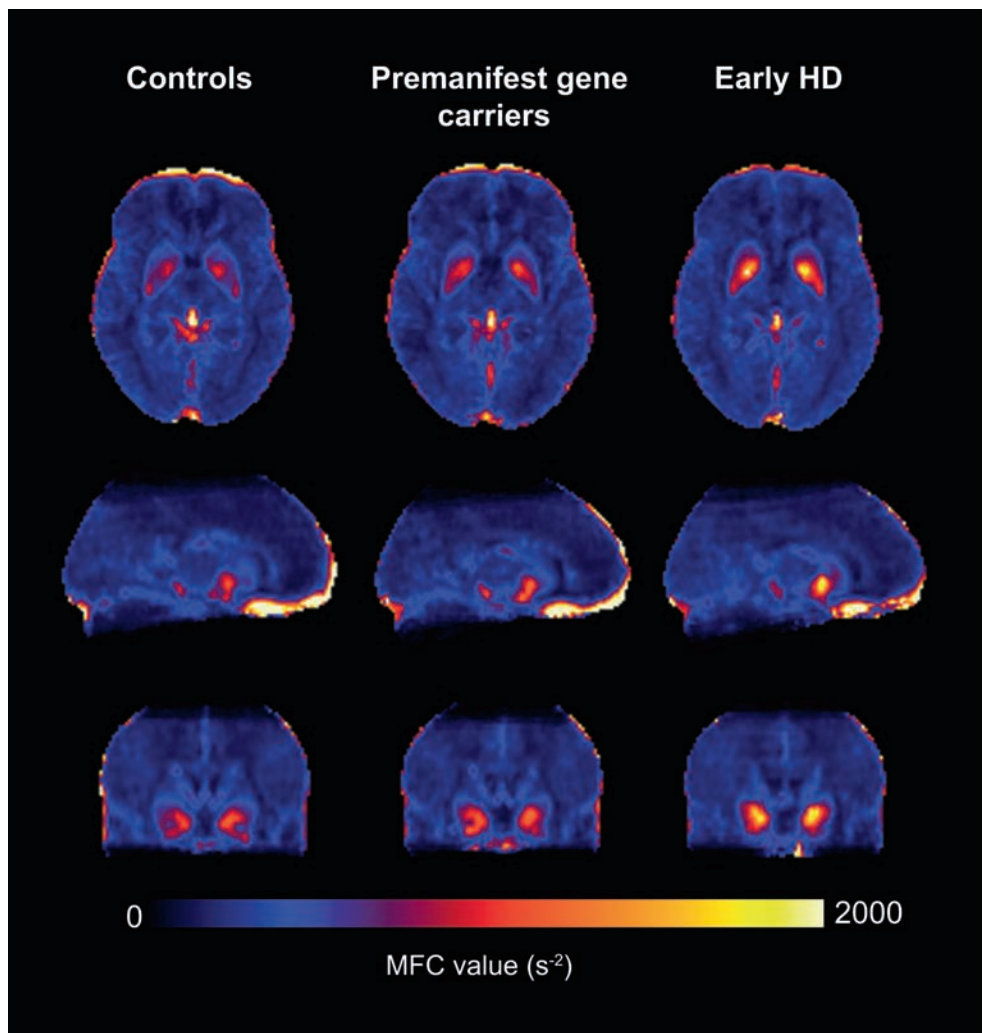 Controls
Premanifest gene
carriers
Early HD
0
2000
MFC value (s⁻²)